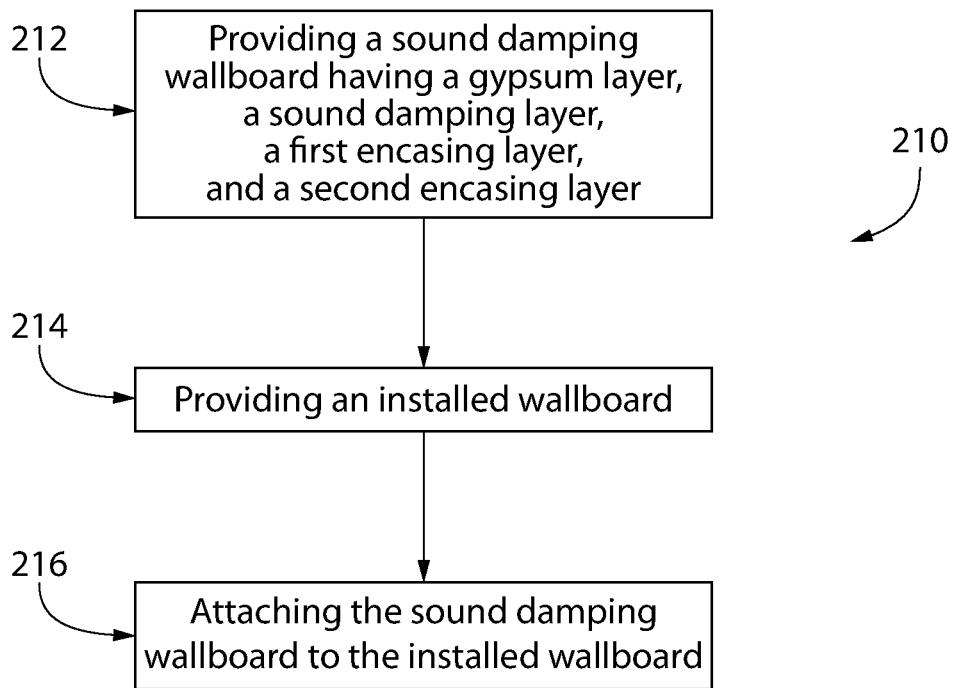 212
Providing a sound damping
wallboard having a gypsum layer,
a sound damping layer,
a first encasing layer,
and a second encasing layer
210
214
Providing an installed wallboard
216
Attaching the sound damping
wallboard to the installed wallboard